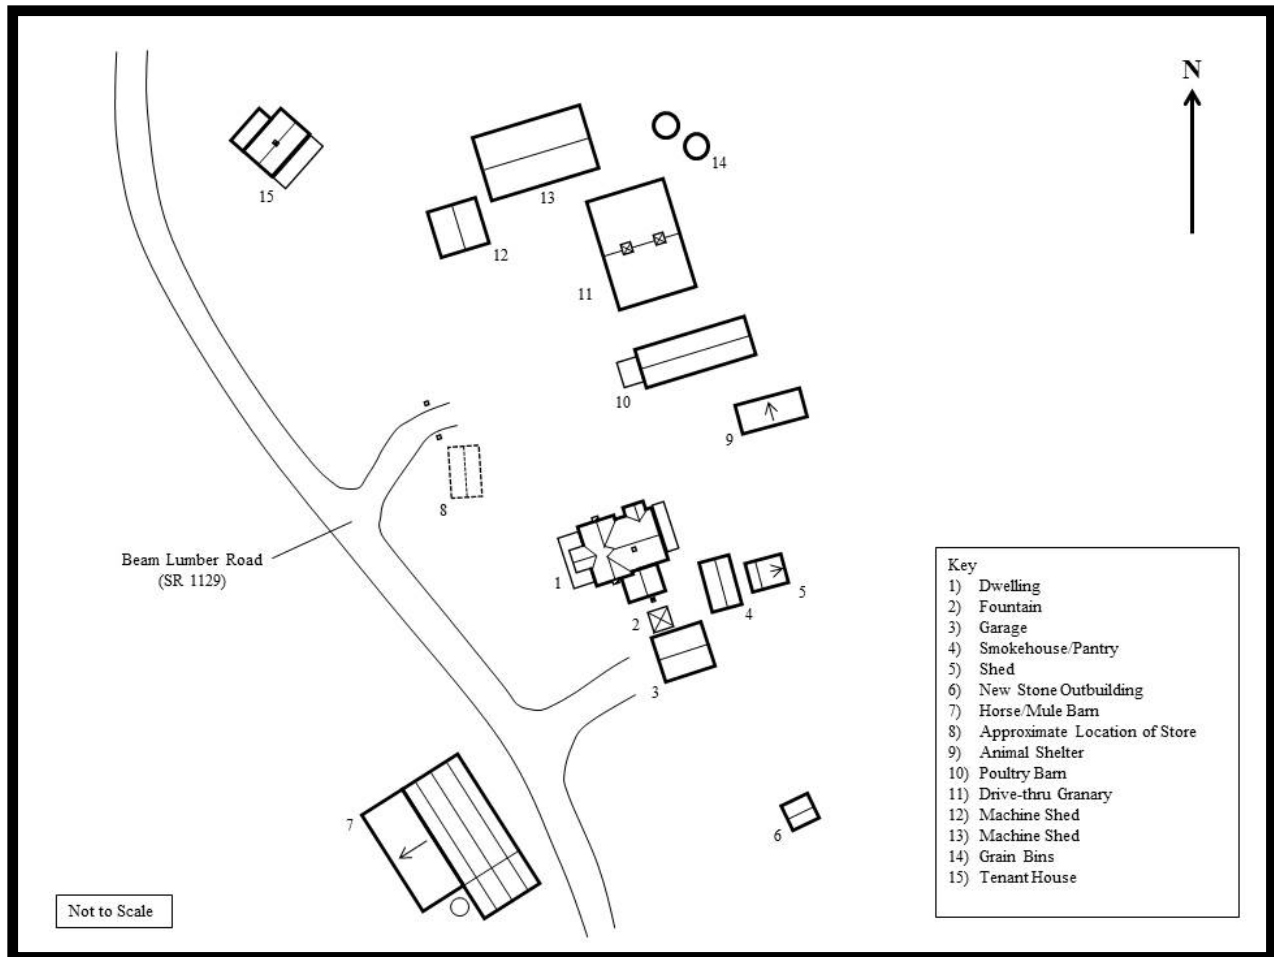 N
15
13
14
12
11
10
9
8
Beam Lumber Road
(SR 1129)
1
5
4
2
3
7
6
Not to Scale
Key
1) Dwelling
2) Fountain
3) Garage
4) Smokehouse/Pantry
5) Shed
6) New Stone Outbuilding
7) Horse/Mule Barn
8) Approximate Location of Store
9) Animal Shelter
10) Poultry Barn
11) Drive-thru Granary
12) Machine Shed
13) Machine Shed
14) Grain Bins
15) Tenant House